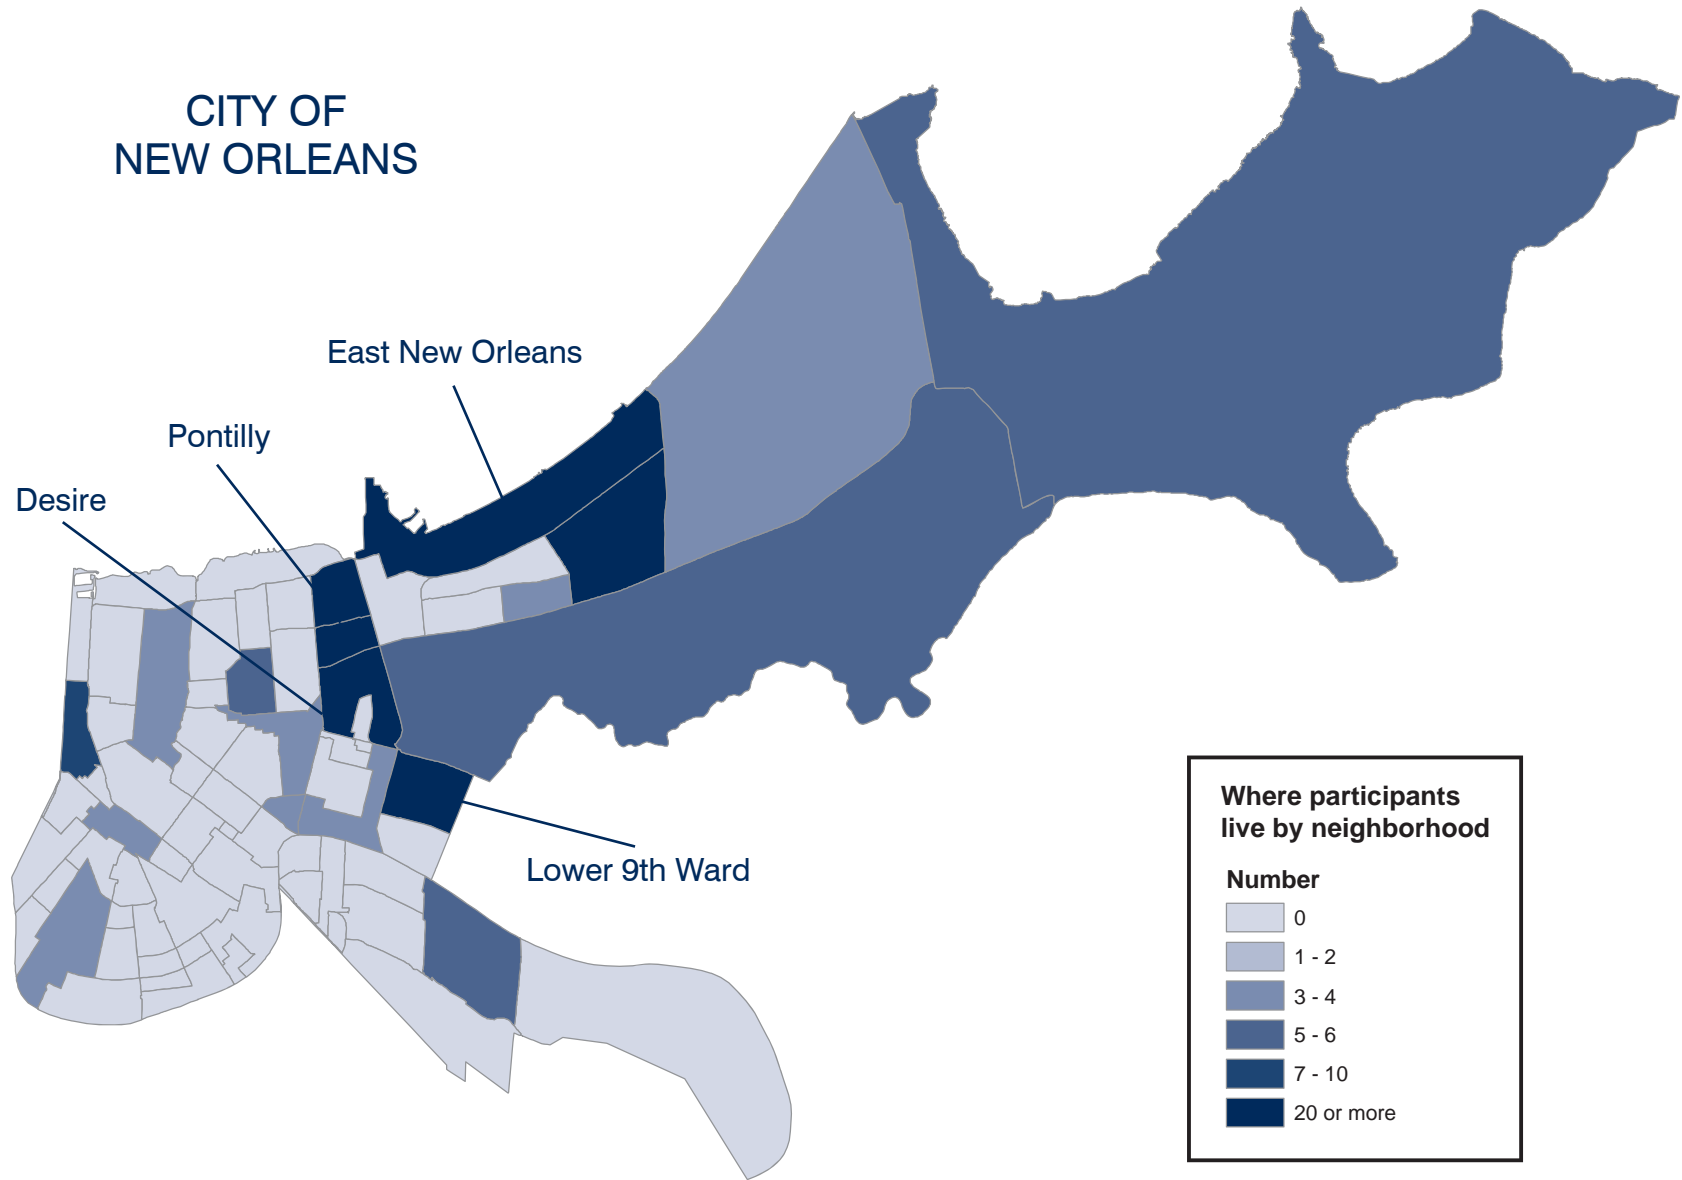 CITY OF
NEW ORLEANS
East New Orleans
Pontilly
Desire
Lower 9th Ward
Where participants
live by neighborhood
Number
0
1 - 2
3 - 4
5 - 6
7 - 10
20 or more